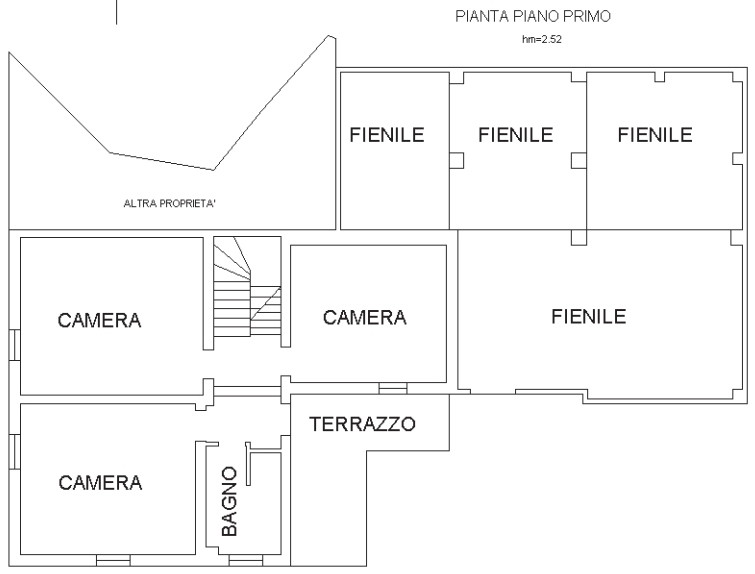 PIANTA PIANO PRIMO
hm=2.52
FIENILE
FIENILE
FIENILE
ALTRA PROPRIETA'
CAMERA
CAMERA
FIENILE
TERRAZZO
CAMERA
BAGNO